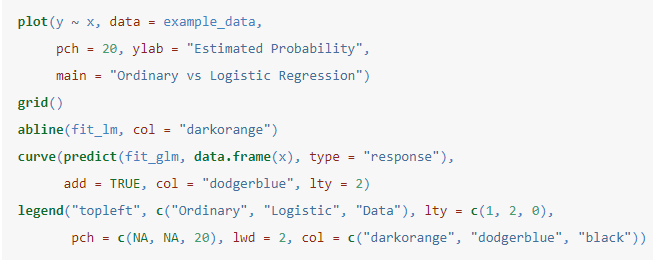 plot(y ~ x, data = example_data,
     pch = 20, ylab = "Estimated Probability",
     main = "Ordinary vs Logistic Regression")
grid()
abline(fit_lm, col = "darkorange")
curve(predict(fit_glm, data.frame(x), type = "response"),
      add = TRUE, col = "dodgerblue", lty = 2)
legend("topleft", c("Ordinary", "Logistic", "Data"), lty = c(1, 2, 0),
       pch = c(NA, NA, 20), lwd = 2, col = c("darkorange", "dodgerblue", "black"))